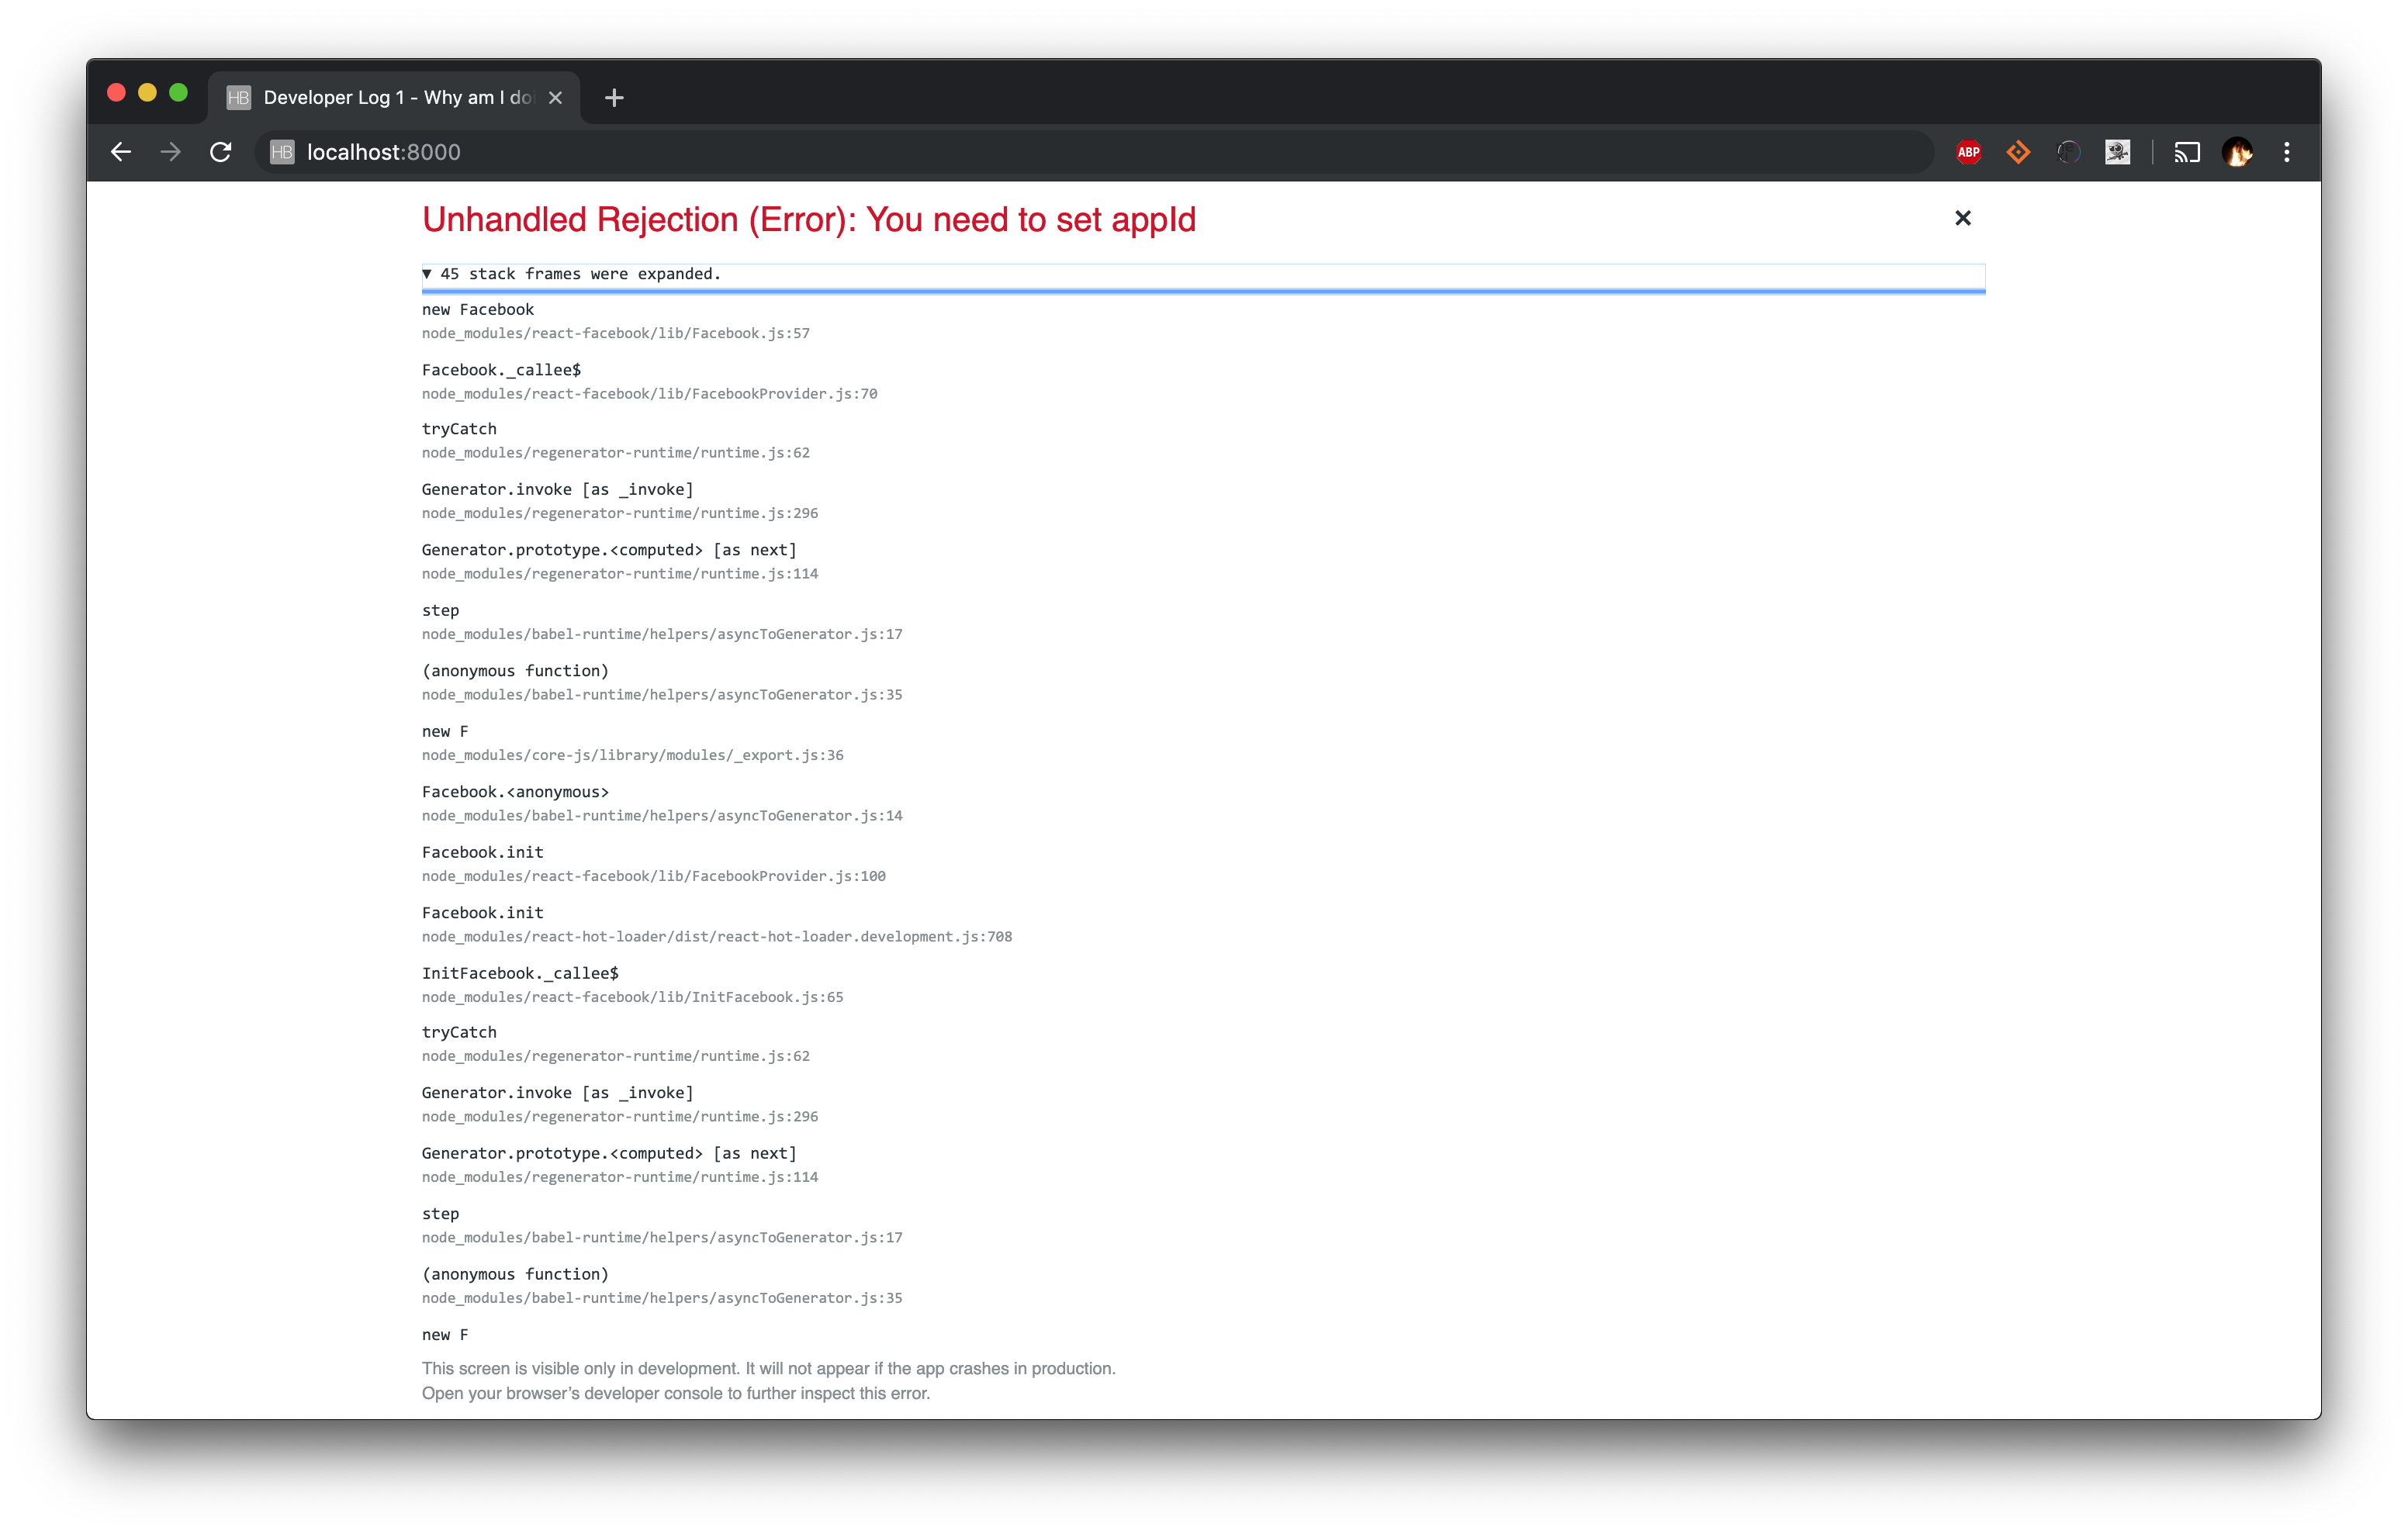 HB Developer Log 1 - Why am I doi
HB localhost:8000
ABP
Unhandled Rejection (Error): You need to set appId
▼ 45 stack frames were expanded.
new Facebook
node_modules/react-facebook/lib/Facebook.js:57
Facebook._callee$
node_modules/react-facebook/lib/FacebookProvider.js:70
tryCatch
node_modules/regenerator-runtime/runtime.js:62
Generator.invoke [as _invoke]
node_modules/regenerator-runtime/runtime.js:296
Generator.prototype.<computed> [as next]
node_modules/regenerator-runtime/runtime.js:114
step
node_modules/babel-runtime/helpers/asyncToGenerator.js:17
(anonymous function)
node_modules/babel-runtime/helpers/asyncToGenerator.js:35
new F
node_modules/core-js/library/modules/_export.js:36
Facebook.<anonymous>
node_modules/babel-runtime/helpers/asyncToGenerator.js:14
Facebook.init
node_modules/react-facebook/lib/FacebookProvider.js:100
Facebook.init
node_modules/react-hot-loader/dist/react-hot-loader.development.js:708
InitFacebook._callee$
node_modules/react-facebook/lib/InitFacebook.js:65
tryCatch
node_modules/regenerator-runtime/runtime.js:62
Generator.invoke [as _invoke]
node_modules/regenerator-runtime/runtime.js:296
Generator.prototype.<computed> [as next]
node_modules/regenerator-runtime/runtime.js:114
step
node_modules/babel-runtime/helpers/asyncToGenerator.js:17
(anonymous function)
node_modules/babel-runtime/helpers/asyncToGenerator.js:35
new F
This screen is visible only in development. It will not appear if the app crashes in production.
Open your browser’s developer console to further inspect this error.